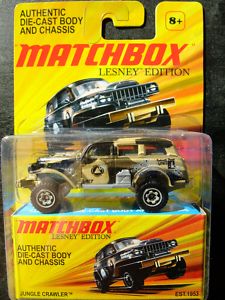 AUTHENTIC
DIE-CAST BODY
AND CHASSIS
8+
MATCHBOX
LESNEY EDITION
MATCHBOX
LESNEY EDITION
AUTHENTIC
DIE-CAST BODY
AND CHASSIS
JUNGLE CRAWLER™
EST.1953